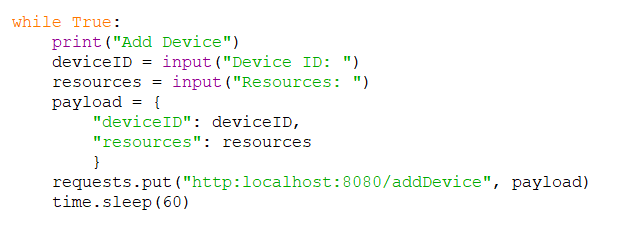 while True:
    print("Add Device")
    deviceID = input("Device ID: ")
    resources = input("Resources: ")
    payload = {
        "deviceID": deviceID,
        "resources": resources
        }
    requests.put("http:localhost:8080/addDevice", payload)
    time.sleep(60)